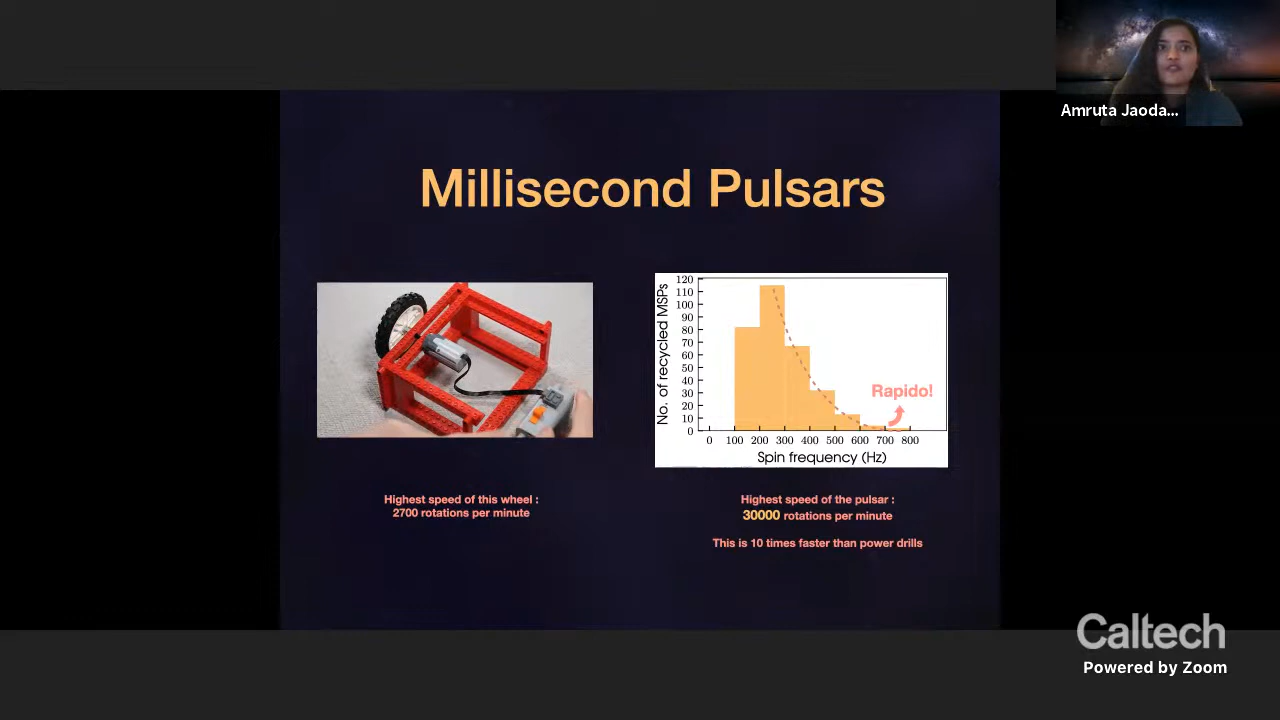 Amruta Jaoda...
Millisecond Pulsars
No. of recycled MSPs
120
110
100
90
80
70
60
50
40
30
20
10
0
Rapido!
0 100 200 300 400 500 600 700 800
Spin frequency (Hz)
Highest speed of this wheel :
2700 rotations per minute
Highest speed of the pulsar :
30000 rotations per minute
This is 10 times faster than power drills
Caltech
Powered by Zoom